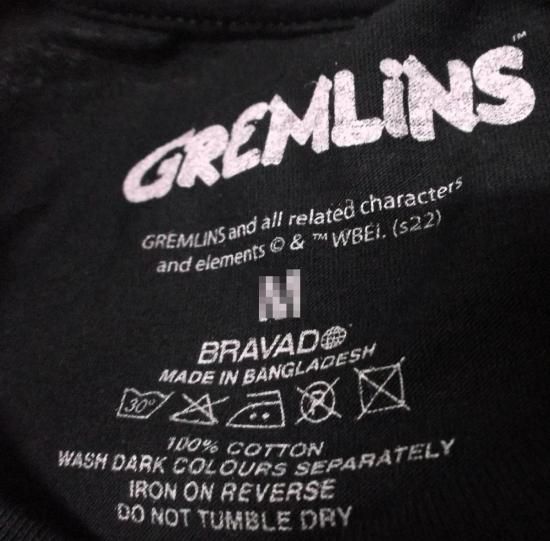 GREMLiNS™
GREMLINS and all related characters
and elements © & ™ WBEI. (s22)
BRAVADO
MADE IN BANGLADESH
30°
100% COTTON
WASH DARK COLOURS SEPARATELY
IRON ON REVERSE
DO NOT TUMBLE DRY